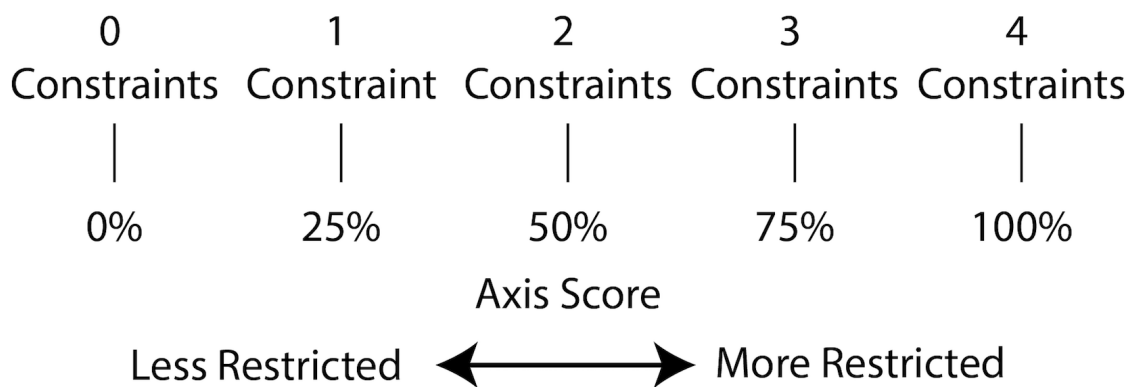 0 1 2 3 4
Constraints Constraint Constraints Constraints Constraints
0% 25% 50% 75% 100%
Axis Score
Less Restricted More Restricted